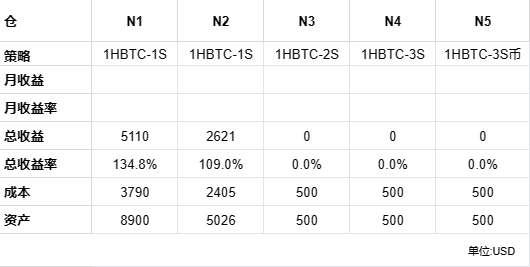 仓 N1 N2 N3 N4 N5
策略 1HBTC-1S 1HBTC-1S 1HBTC-2S 1HBTC-3S 1HBTC-3S币
月收益
月收益率
总收益 5110 2621 0 0 0
总收益率 134.8% 109.0% 0.0% 0.0% 0.0%
成本 3790 2405 500 500 500
资产 8900 5026 500 500 500
单位:USD